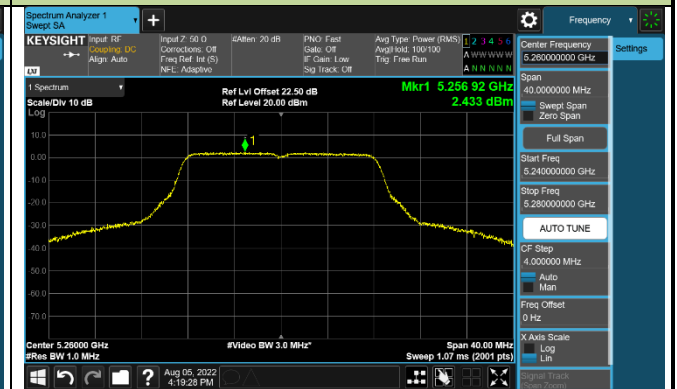 Spectrum Analyzer 1
Swept SA
+
Frequency
KEYSIGHT
Input: RF
Coupling: DC
Align: Auto
Input Z: 50 Ω
Corrections: Off
Freq Ref: Int (S)
NFE: Adaptive
#Atten: 20 dB
PNO: Fast
Gate: Off
IF Gain: Low
Sig Track: Off
Avg Type: Power (RMS)
Avg|Hold: 100/100
Trig: Free Run
1 2 3 4 5 6
A W W W W W
A N N N N N
LXI
1 Spectrum
Scale/Div 10 dB
Log
Ref Lvl Offset 22.50 dB
Ref Level 20.00 dBm
Mkr1 5.256 92 GHz
2.433 dBm
1
10.0
0.00
-10.0
-20.0
-30.0
-40.0
-50.0
-60.0
-70.0
Center 5.26000 GHz
#Res BW 1.0 MHz
#Video BW 3.0 MHz*
Span 40.00 MHz
Sweep 1.07 ms (2001 pts)
Aug 05, 2022
4:19:28 PM
?
Center Frequency
5.260000000 GHz
Settings
Span
40.0000000 MHz
Swept Span
Zero Span
Full Span
Start Freq
5.240000000 GHz
Stop Freq
5.280000000 GHz
AUTO TUNE
CF Step
4.000000 MHz
Auto
Man
Freq Offset
0 Hz
X Axis Scale
Log
Lin
Signal Track
(Span Zoom)